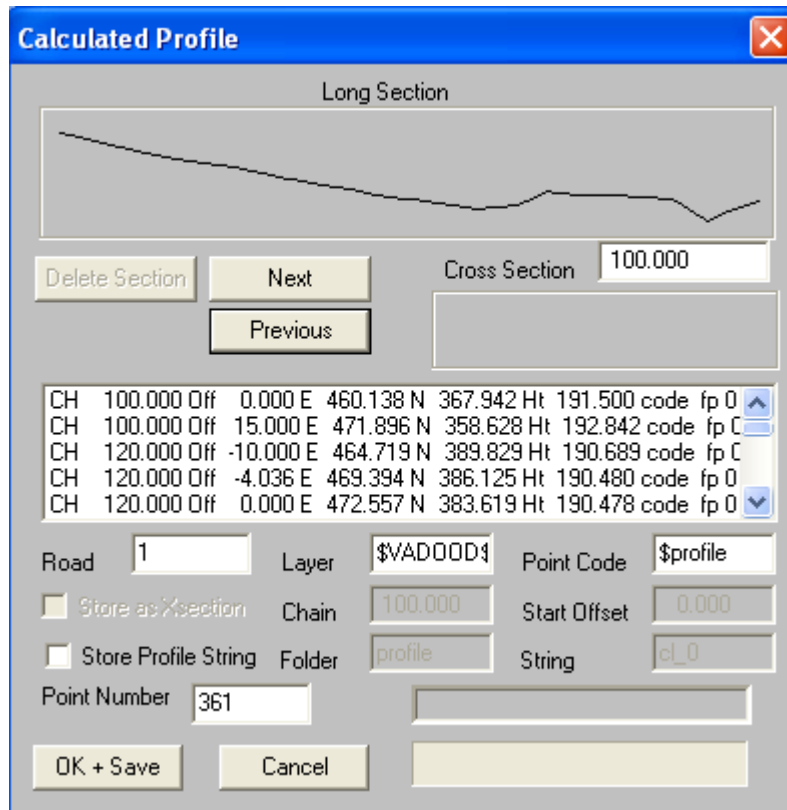 Calculated Profile
Long Section
Delete Section
Next
Cross Section
100.000
Previous
CH 100.000 Off 0.000 E 460.138 N 367.942 Ht 191.500 code fp 0
CH 100.000 Off 15.000 E 471.896 N 358.628 Ht 192.842 code fp 0
CH 120.000 Off -10.000 E 464.719 N 389.829 Ht 190.689 code fp 0
CH 120.000 Off -4.036 E 469.394 N 386.125 Ht 190.480 code fp 0
CH 120.000 Off 0.000 E 472.557 N 383.619 Ht 190.478 code fp 0
Road 1 Layer $VADOOD$ Point Code $profile
Store as Xsection Chain 100.000 Start Offset 0.000
Store Profile String Folder profile String cl_0
Point Number 361
OK + Save Cancel